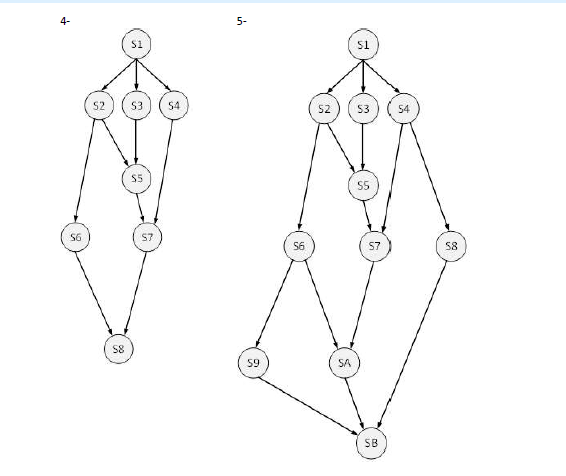 4- 5-
S1 S1
S2 S3 S4 S2 S3 S4
S5 S5
S6 S7 S6 S7 S8
S8 S9 SA
SB